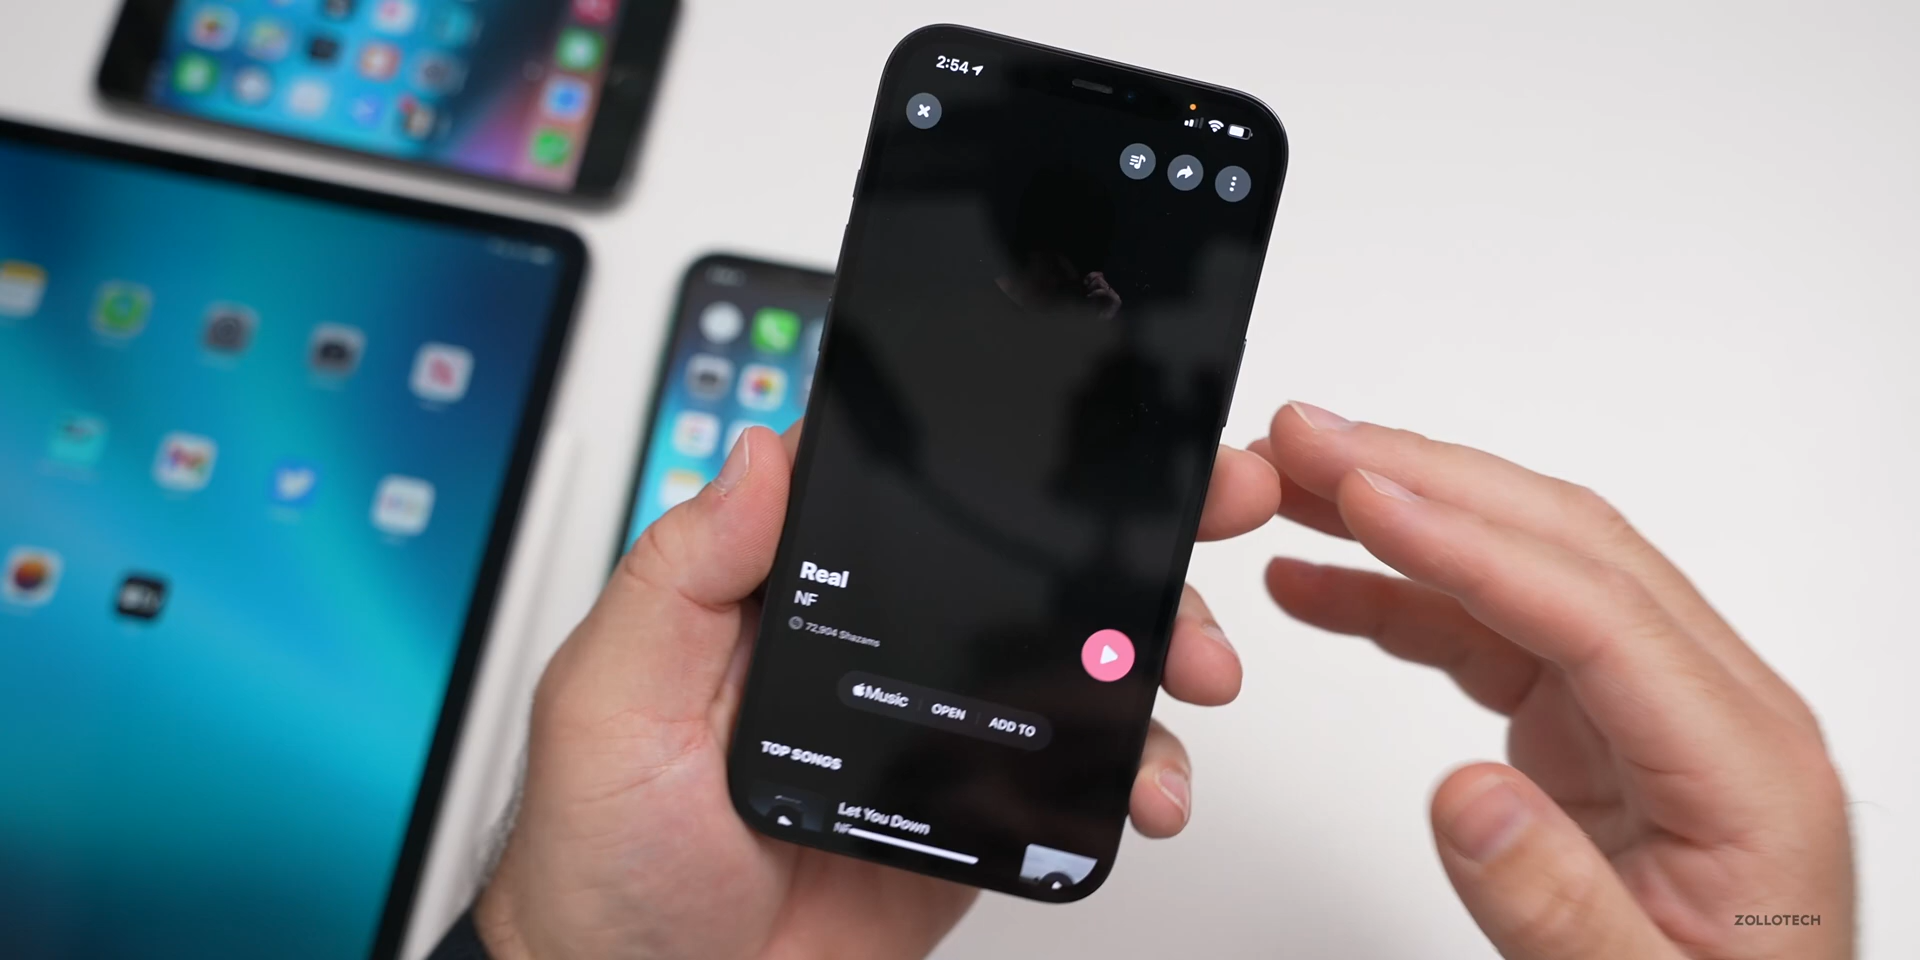 2:54
Real
NF
72,904 Shazams
Music OPEN ADD TO
TOP SONGS
Let You Down
NF
ZOLLOTECH